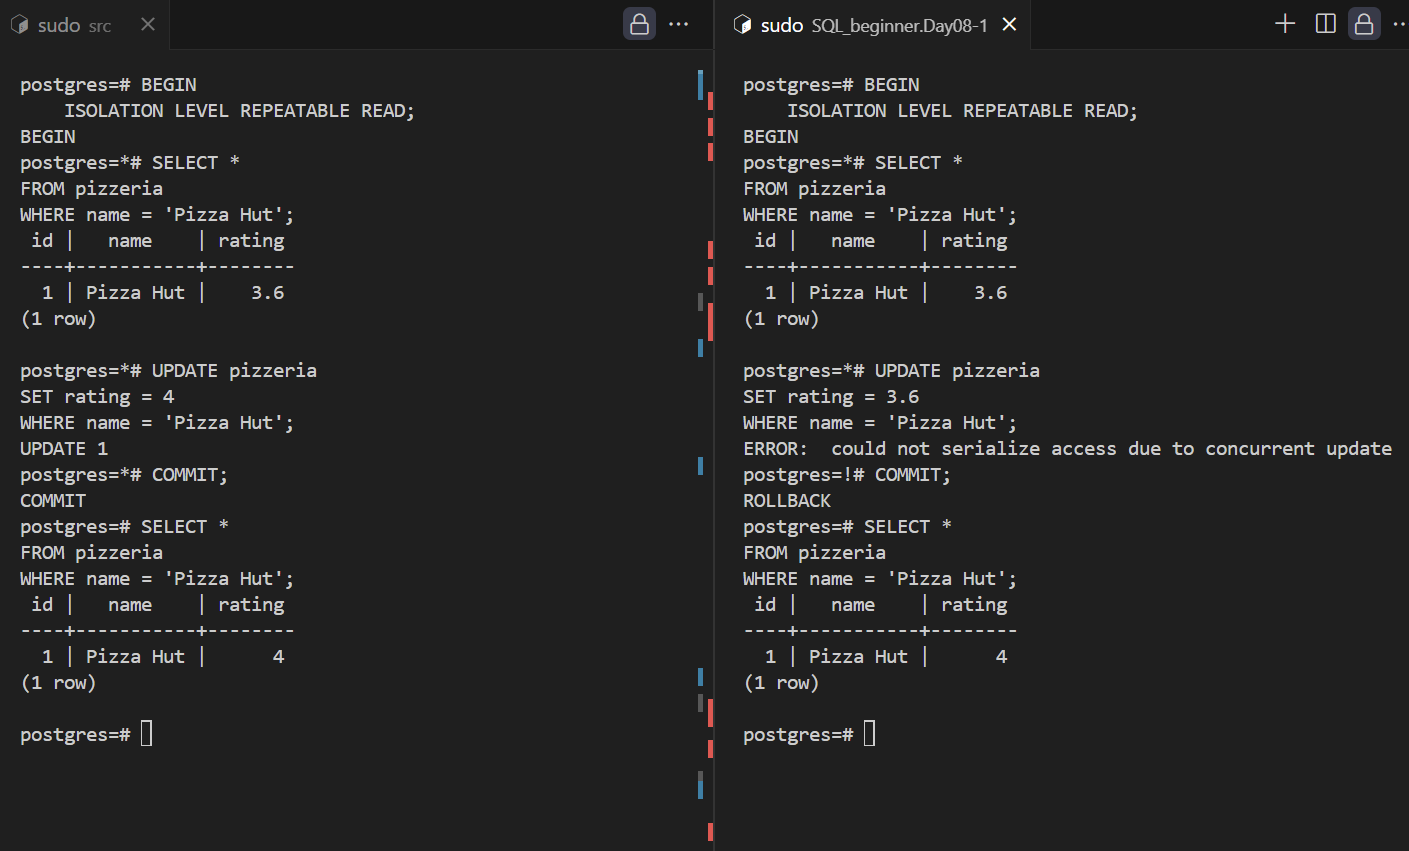 sudo src
postgres=# BEGIN
    ISOLATION LEVEL REPEATABLE READ;
BEGIN
postgres=*# SELECT *
FROM pizzeria
WHERE name = 'Pizza Hut';
 id |   name    | rating
----+-----------+--------
  1 | Pizza Hut |    3.6
(1 row)

postgres=*# UPDATE pizzeria
SET rating = 4
WHERE name = 'Pizza Hut';
UPDATE 1
postgres=*# COMMIT;
COMMIT
postgres=# SELECT *
FROM pizzeria
WHERE name = 'Pizza Hut';
 id |   name    | rating
----+-----------+--------
  1 | Pizza Hut |      4
(1 row)

postgres=#
sudo SQL_beginner.Day08-1
postgres=# BEGIN
    ISOLATION LEVEL REPEATABLE READ;
BEGIN
postgres=*# SELECT *
FROM pizzeria
WHERE name = 'Pizza Hut';
 id |   name    | rating
----+-----------+--------
  1 | Pizza Hut |    3.6
(1 row)

postgres=*# UPDATE pizzeria
SET rating = 3.6
WHERE name = 'Pizza Hut';
ERROR:  could not serialize access due to concurrent update
postgres=!# COMMIT;
ROLLBACK
postgres=# SELECT *
FROM pizzeria
WHERE name = 'Pizza Hut';
 id |   name    | rating
----+-----------+--------
  1 | Pizza Hut |      4
(1 row)

postgres=#